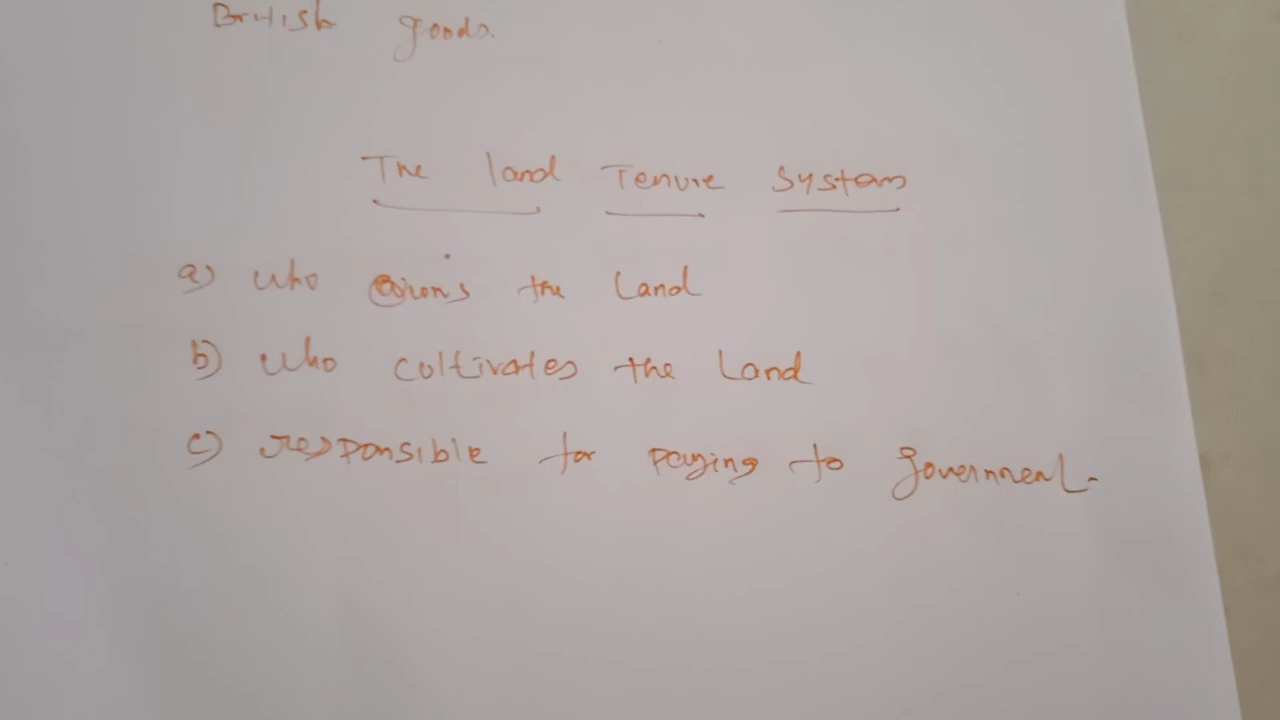 British goods.
The land Tenure System
a) who owns the Land
b) who cultivates the Land
c) responsible for paying to government.